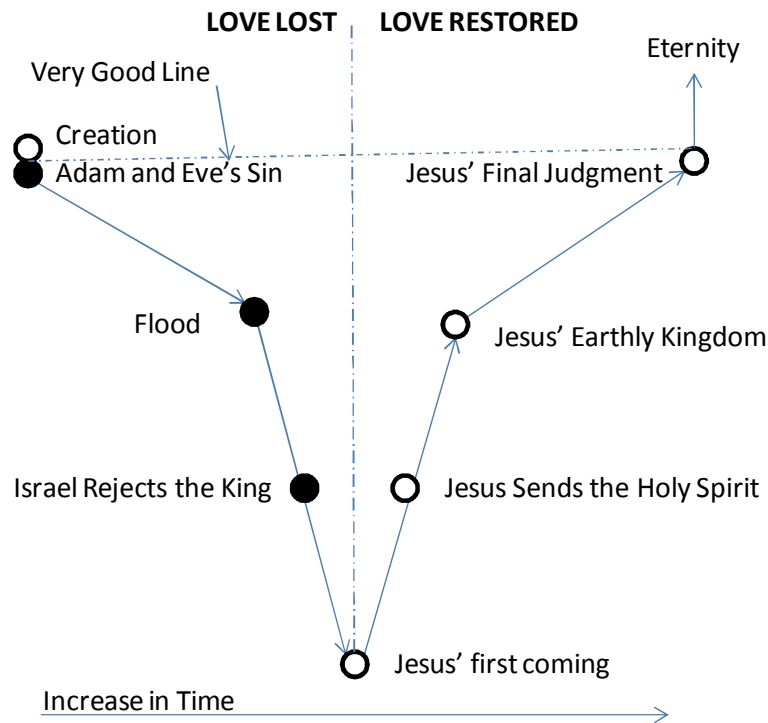 LOVE LOST
LOVE RESTORED
Very Good Line
Eternity
Creation
Adam and Eve’s Sin
Jesus’ Final Judgment
Flood
Jesus’ Earthly Kingdom
Israel Rejects the King
Jesus Sends the Holy Spirit
Jesus’ first coming
Increase in Time